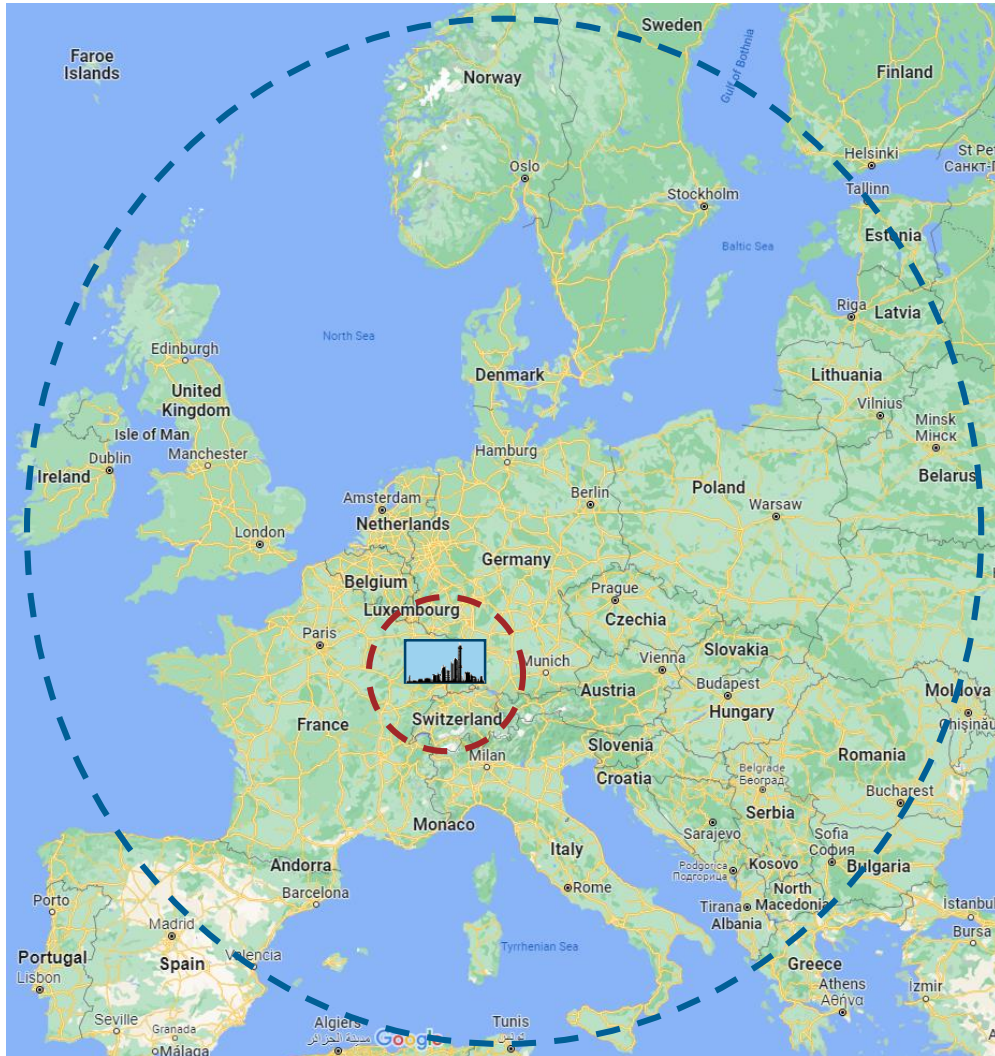 Sweden
Faroe
Islands
Norway
Gulf of Bothnia
Finland
Helsinki
St Pe
Санкт-П
Oslo
Tallinn
Stockholm
Estonia
Baltic Sea
Riga
Latvia
North Sea
Edinburgh
Denmark
Lithuania
United
Kingdom
Vilnius
Minsk
Мінск
Isle of Man
Dublin
Manchester
Hamburg
Ireland
Belarus
Amsterdam
Berlin
Poland
Warsaw
Netherlands
London
Germany
Belgium
Prague
Luxembourg
Czechia
Paris
Slovakia
Munich
Vienna
Austria
Budapest
Moldova
Hungary
Chișinău
Switzerland
France
Slovenia
Romania
Milan
Croatia
Belgrade
Београд
Bucharest
Monaco
Serbia
Sarajevo
Sofia
София
Italy
Andorra
Podgorica
Подгорица
Kosovo
Bulgaria
Rome
Barcelona
North
Macedonia
Porto
Tirana
İstanbul
Madrid
Albania
Bursa
Tyrrhenian Sea
Portugal
Spain
Valencia
Greece
Lisbon
Athens
Αθήνα
İzmir
Seville
Granada
Algiers
مدينة الجزائر
Google
Tunis
تونس
Málaga